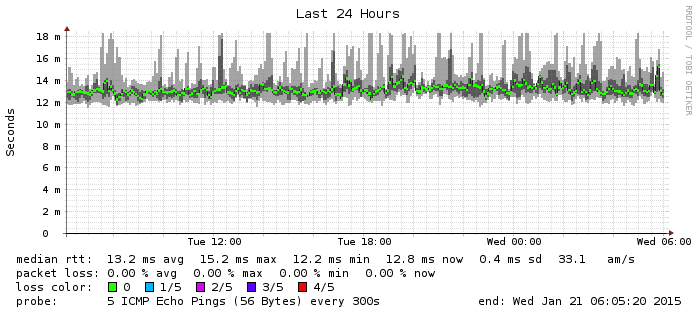 Last 24 Hours
RRDTOOL / TOBI OETIKER
Seconds
18 m
16 m
14 m
12 m
10 m
8 m
6 m
4 m
2 m
0
Tue 12:00 Tue 18:00 Wed 00:00 Wed 06:00
median rtt: 13.2 ms avg 15.2 ms max 12.2 ms min 12.8 ms now 0.4 ms sd 33.1 am/s
packet loss: 0.00 % avg 0.00 % max 0.00 % min 0.00 % now
loss color: 0 1/5 2/5 3/5 4/5
probe: 5 ICMP Echo Pings (56 Bytes) every 300s end: Wed Jan 21 06:05:20 2015